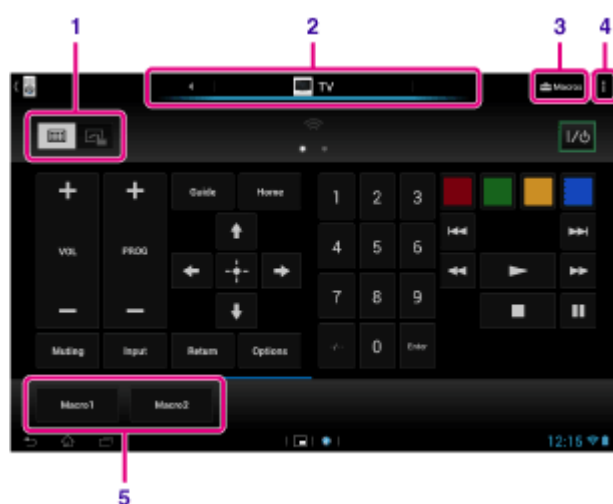 1 2 3 4
TV Macros
Guide Home 1 2 3
VOL PROG 4 5 6
7 8 9
Muting Input Return Options -/-- 0 Enter
Macro1 Macro2
12:15
5